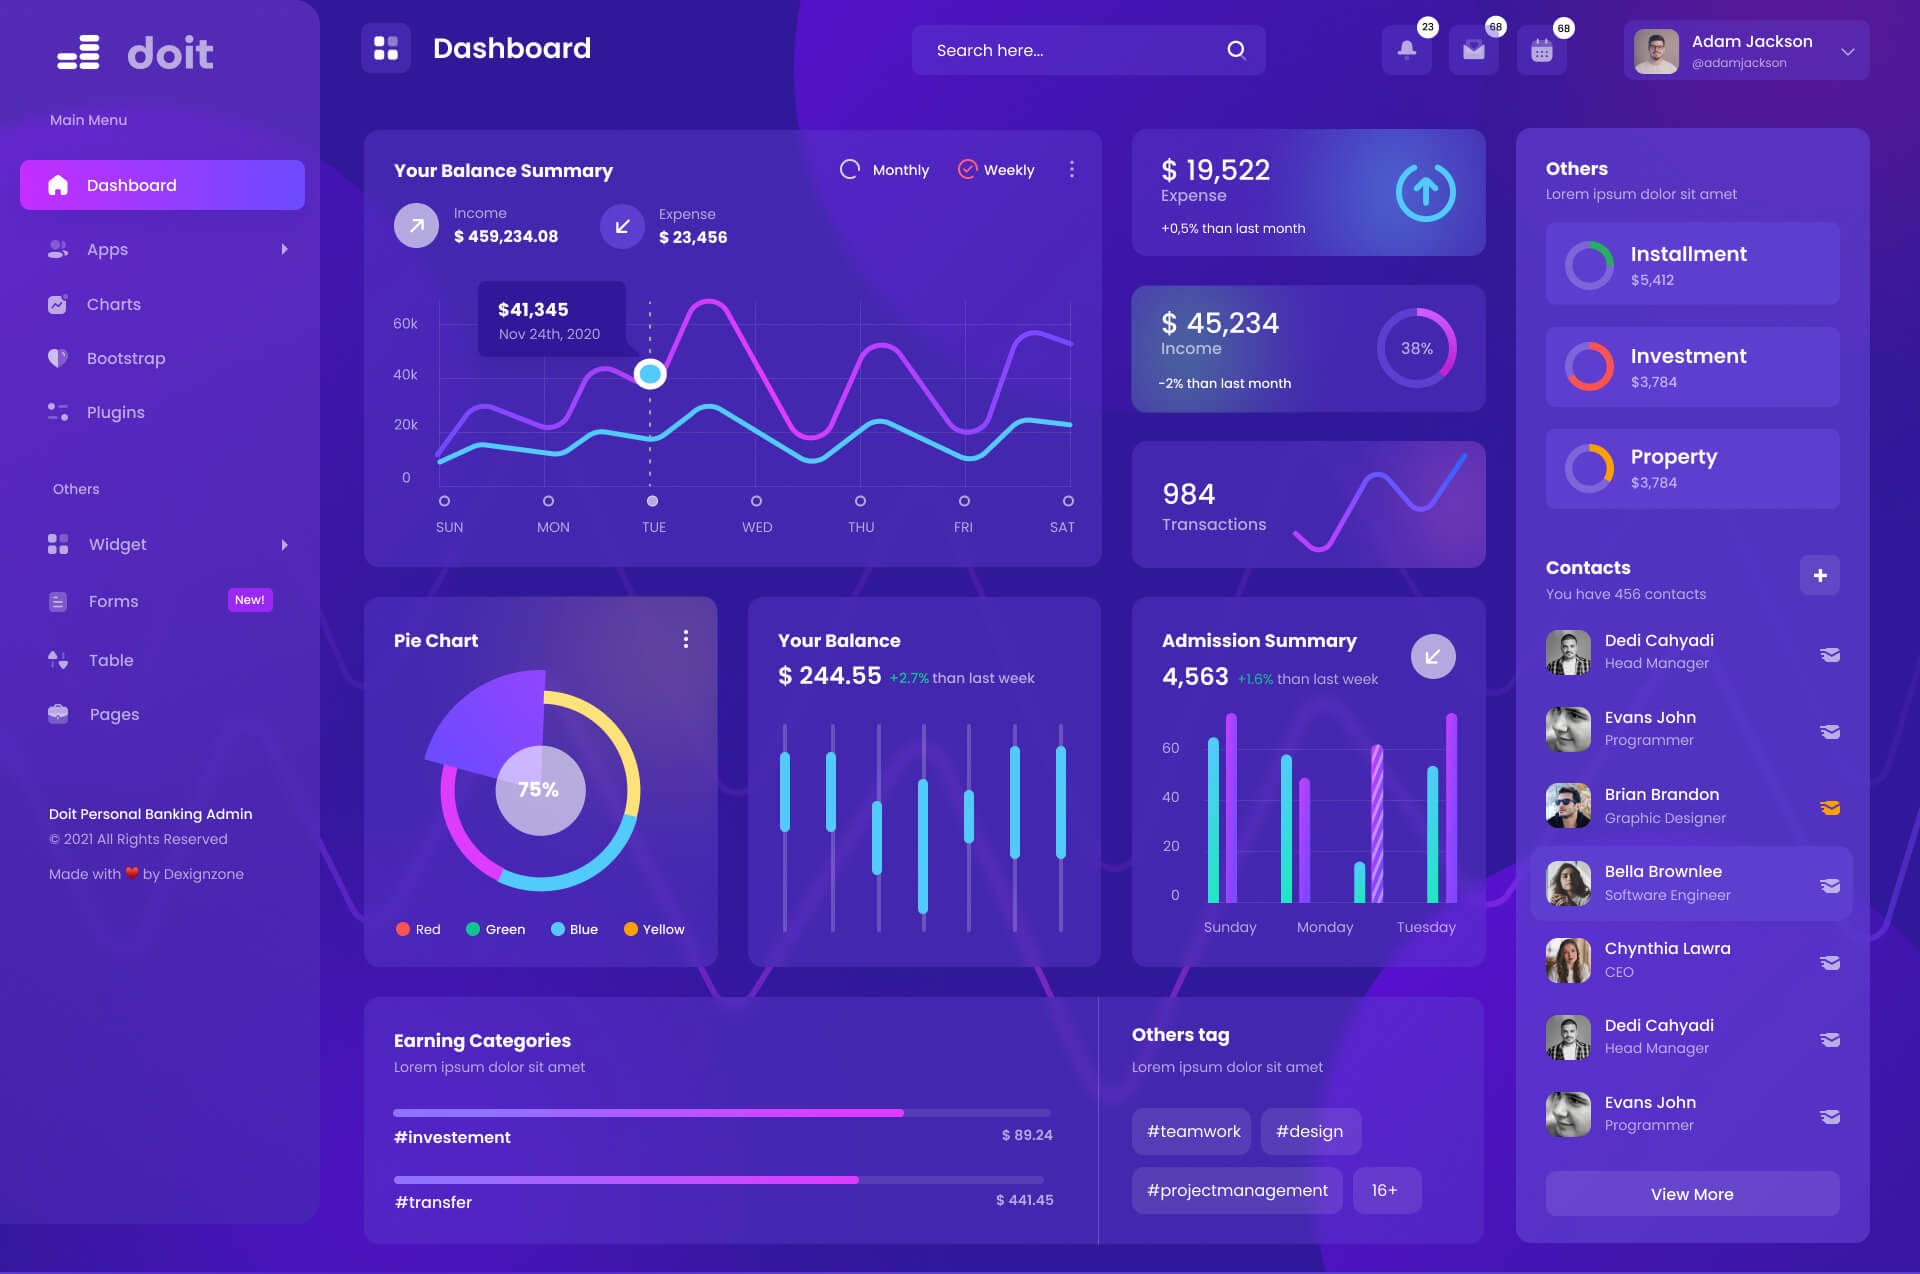 doit
Main Menu
Dashboard
Apps
Charts
Bootstrap
Plugins
Others
Widget
Forms
New!
Table
Pages
Doit Personal Banking Admin
© 2021 All Rights Reserved
Made with ❤️ by Dexignzone
Dashboard
Search here...
23
68
68
Adam Jackson
@adamjackson
Your Balance Summary
Monthly
Weekly
Income
$ 459,234.08
Expense
$ 23,456
$41,345
Nov 24th, 2020
60k
40k
20k
0
SUN
MON
TUE
WED
THU
FRI
SAT
$ 19,522
Expense
+0,5% than last month
$ 45,234
Income
-2% than last month
38%
984
Transactions
Pie Chart
75%
Red
Green
Blue
Yellow
Your Balance
$ 244.55 +2.7% than last week
Admission Summary
4,563 +1.6% than last week
60
40
20
0
Sunday
Monday
Tuesday
Earning Categories
Lorem ipsum dolor sit amet
#investement
$ 89.24
#transfer
$ 441.45
Others tag
Lorem ipsum dolor sit amet
#teamwork
#design
#projectmanagement
16+
Others
Lorem ipsum dolor sit amet
Installment
$5,412
Investment
$3,784
Property
$3,784
Contacts
You have 456 contacts
Dedi Cahyadi
Head Manager
Evans John
Programmer
Brian Brandon
Graphic Designer
Bella Brownlee
Software Engineer
Chynthia Lawra
CEO
Dedi Cahyadi
Head Manager
Evans John
Programmer
View More